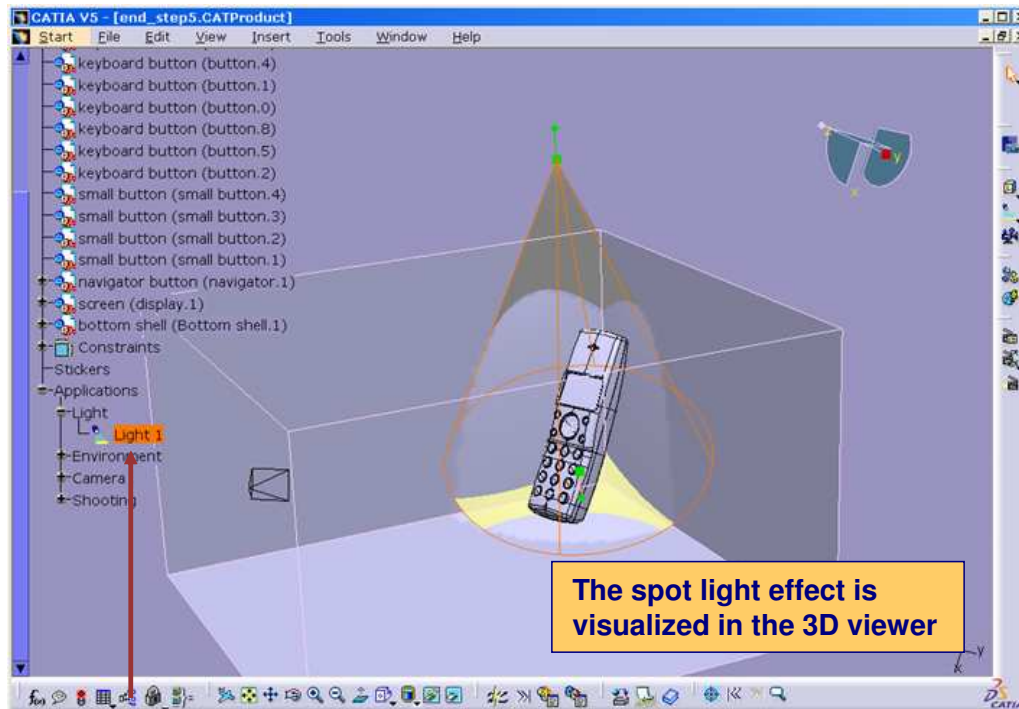 CATIA V5 - [end_step5.CATProduct]
Start File Edit View Insert Tools Window Help
keyboard button (button.4)
keyboard button (button.1)
keyboard button (button.0)
keyboard button (button.8)
keyboard button (button.5)
keyboard button (button.2)
small button (small button.4)
small button (small button.3)
small button (small button.2)
small button (small button.1)
navigator button (navigator.1)
screen (display.1)
bottom shell (Bottom shell.1)
Constraints
Stickers
Applications
Light
Light 1
Environment
Camera
Shooting
y
x
The spot light effect is
visualized in the 3D viewer
y
f(x)
CATIA